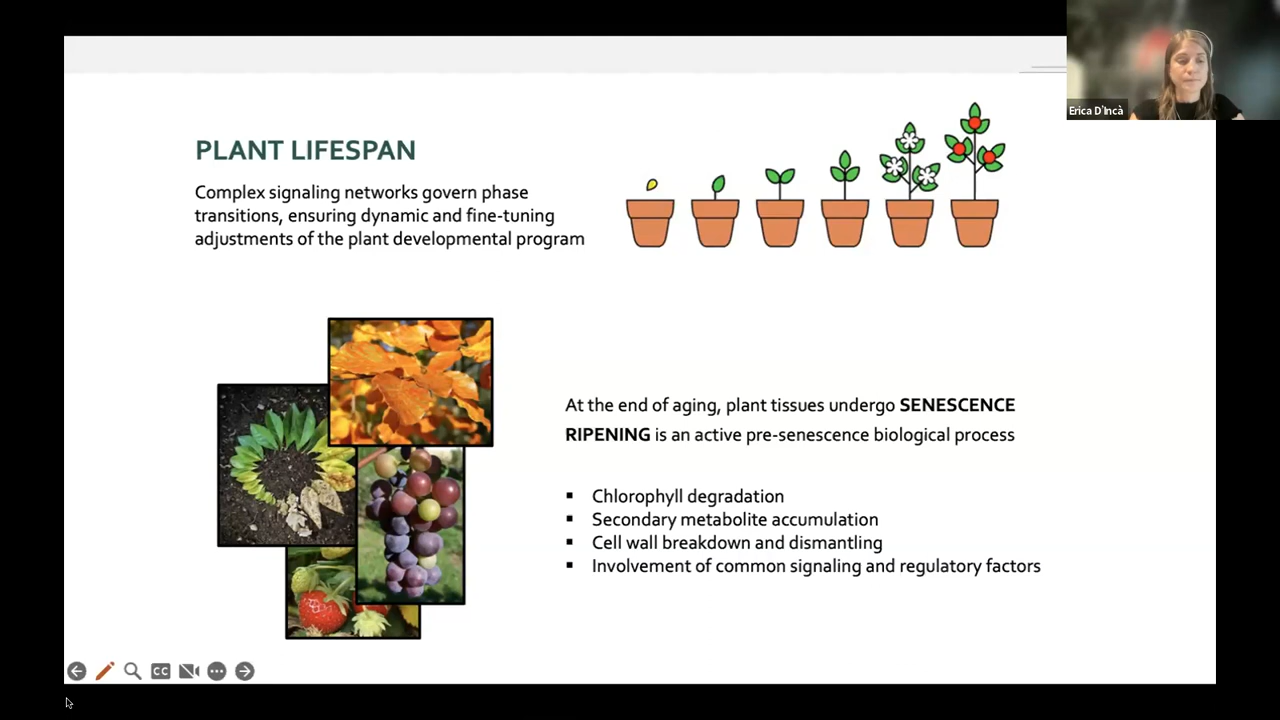 Erica D'Incà
PLANT LIFESPAN
Complex signaling networks govern phase
transitions, ensuring dynamic and fine-tuning
adjustments of the plant developmental program
At the end of aging, plant tissues undergo SENESCENCE
RIPENING is an active pre-senescence biological process
▪ Chlorophyll degradation
▪ Secondary metabolite accumulation
▪ Cell wall breakdown and dismantling
▪ Involvement of common signaling and regulatory factors
CC